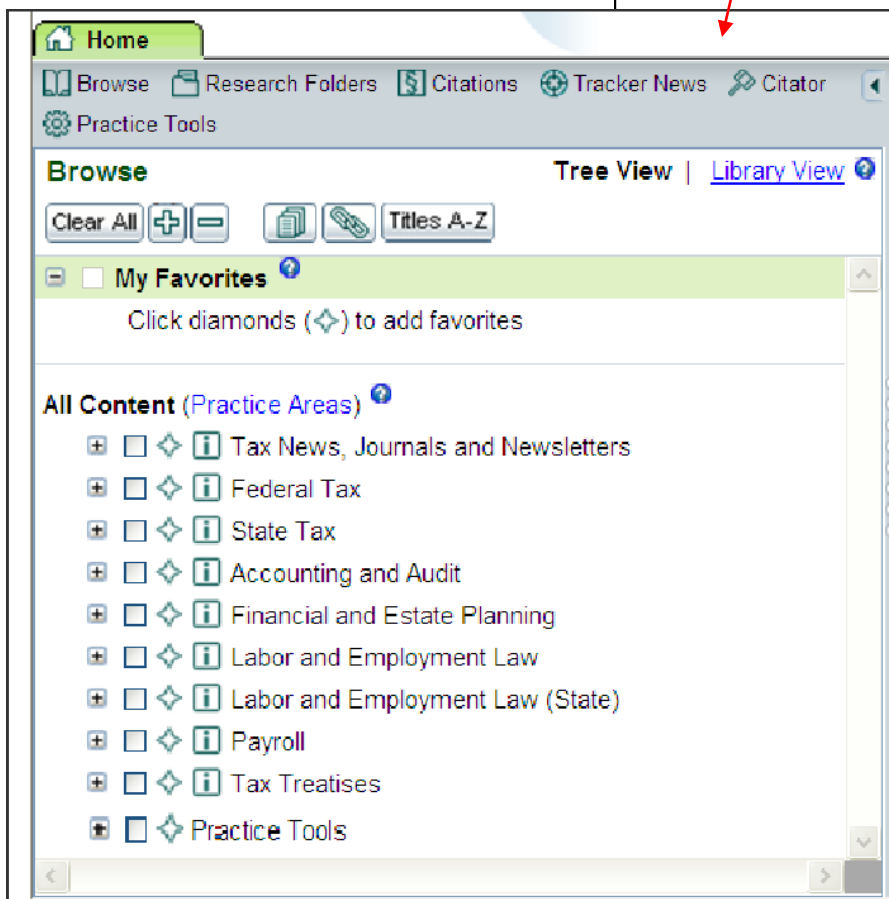 Home
Browse Research Folders Citations Tracker News Citator
Practice Tools
Browse Tree View | Library View
Clear All Titles A-Z
My Favorites
Click diamonds ( ) to add favorites
All Content (Practice Areas)
Tax News, Journals and Newsletters
Federal Tax
State Tax
Accounting and Audit
Financial and Estate Planning
Labor and Employment Law
Labor and Employment Law (State)
Payroll
Tax Treatises
Practice Tools